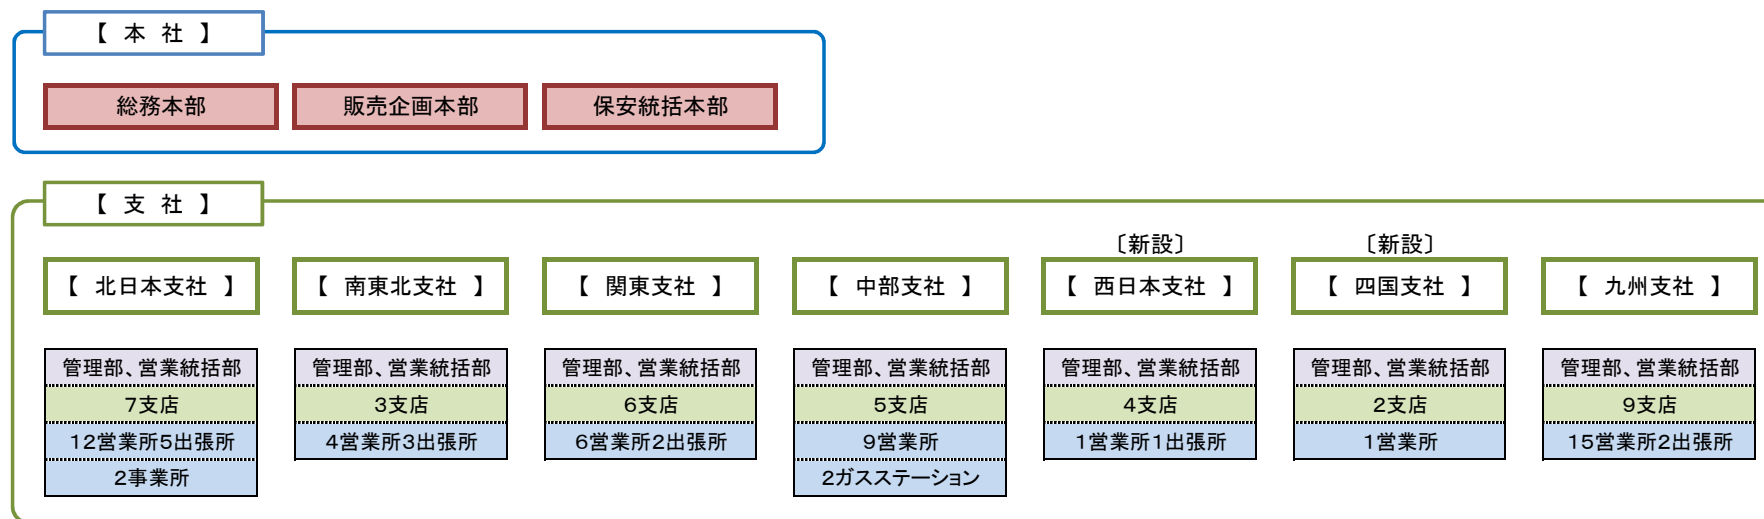 【 本 社 】
総務本部 販売企画本部 保安統括本部
【 支 社 】
〔新設〕 〔新設〕
【 北日本支社 】 【 南東北支社 】 【 関東支社 】 【 中部支社 】 【 西日本支社 】 【 四国支社 】 【 九州支社 】
管理部、営業統括部 管理部、営業統括部 管理部、営業統括部 管理部、営業統括部 管理部、営業統括部 管理部、営業統括部 管理部、営業統括部
7支店 3支店 6支店 5支店 4支店 2支店 9支店
12営業所5出張所 4営業所3出張所 6営業所2出張所 9営業所 1営業所1出張所 1営業所 15営業所2出張所
2事業所 2ガスステーション